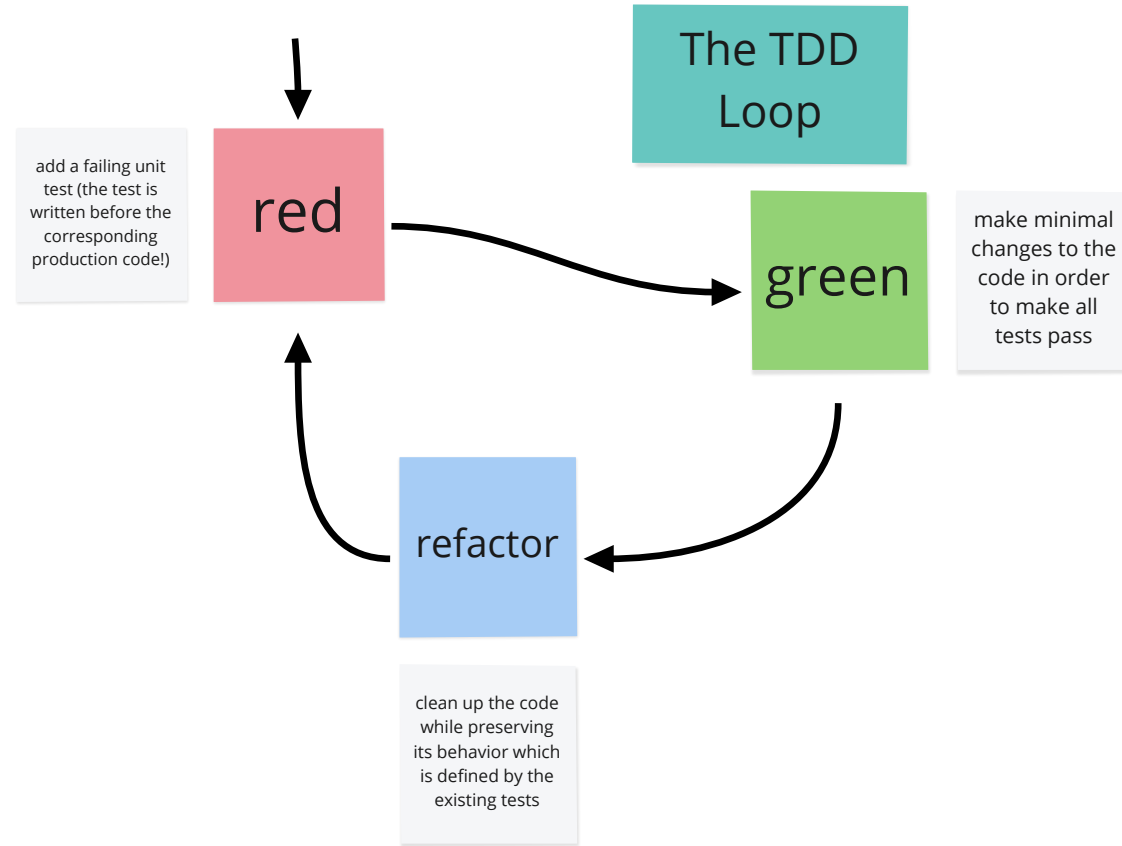 The TDD
Loop
add a failing unit
test (the test is
written before the
corresponding
production code!)
red
green
make minimal
changes to the
code in order
to make all
tests pass
refactor
clean up the code
while preserving
its behavior which
is defined by the
existing tests